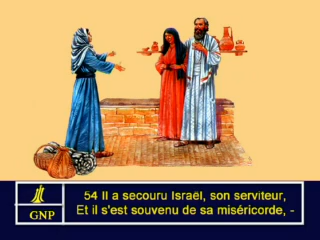 54 Il a secouru Israël, son serviteur,
Et il s'est souvenu de sa miséricorde, -
GNP